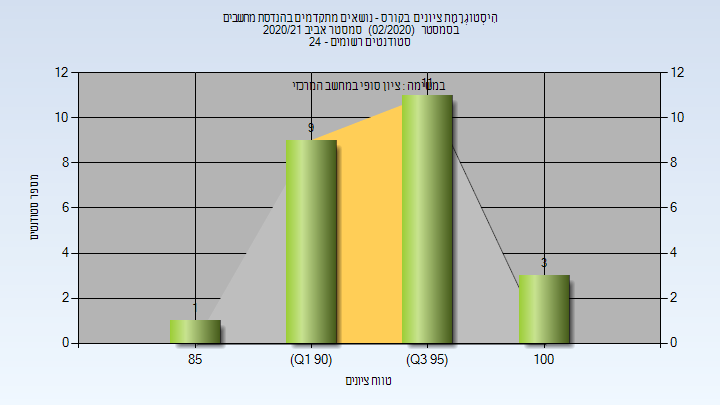 היסטוגרמת ציונים בקורס - נושאים מתקדמים בהנדסת מחשבים
בסמסטר (02/2020) סמסטר אביב 2020/21
סטודנטים רשומים - 24
במשימה : ציון סופי במחשב המרכזי
12
10
8
6
4
2
0
12
10
8
6
4
2
0
מספר סטודנטים
1
9
11
3
85
(Q1 90)
(Q3 95)
100
טווח ציונים